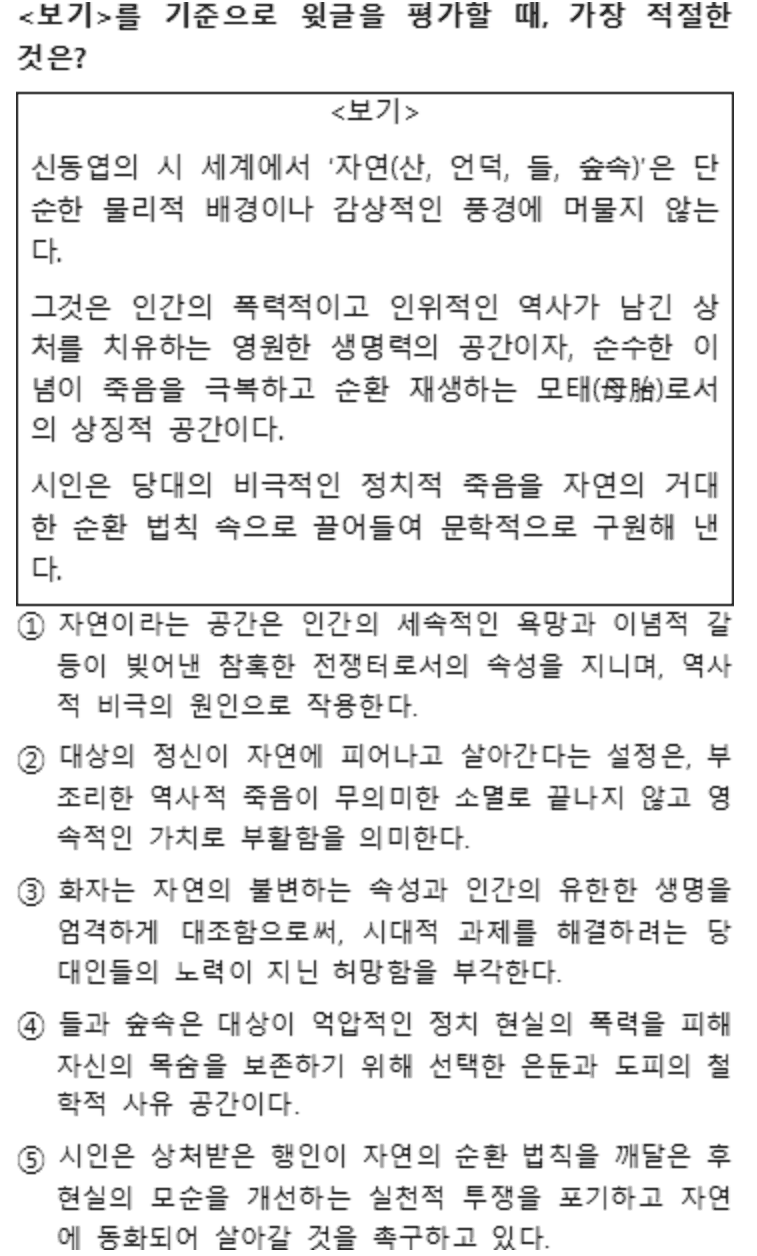 <보기>를 기준으로 윗글을 평가할 때, 가장 적절한
것은?
<보기>
신동엽의 시 세계에서 '자연(산, 언덕, 들, 숲속)'은 단
순한 물리적 배경이나 감상적인 풍경에 머물지 않는
다.
그것은 인간의 폭력적이고 인위적인 역사가 남긴 상
처를 치유하는 영원한 생명력의 공간이자, 순수한 이
념이 죽음을 극복하고 순환 재생하는 모태(母胎)로서
의 상징적 공간이다.
시인은 당대의 비극적인 정치적 죽음을 자연의 거대
한 순환 법칙 속으로 끌어들여 문학적으로 구원해 낸
다.
① 자연이라는 공간은 인간의 세속적인 욕망과 이념적 갈
등이 빚어낸 참혹한 전쟁터로서의 속성을 지니며, 역사
적 비극의 원인으로 작용한다.
② 대상의 정신이 자연에 피어나고 살아간다는 설정은, 부
조리한 역사적 죽음이 무의미한 소멸로 끝나지 않고 영
속적인 가치로 부활함을 의미한다.
③ 화자는 자연의 불변하는 속성과 인간의 유한한 생명을
엄격하게 대조함으로써, 시대적 과제를 해결하려는 당
대인들의 노력이 지닌 허망함을 부각한다.
④ 들과 숲속은 대상이 억압적인 정치 현실의 폭력을 피해
자신의 목숨을 보존하기 위해 선택한 은둔과 도피의 철
학적 사유 공간이다.
⑤ 시인은 상처받은 행인이 자연의 순환 법칙을 깨달은 후
현실의 모순을 개선하는 실천적 투쟁을 포기하고 자연
에 동화되어 살아갈 것을 촉구하고 있다.